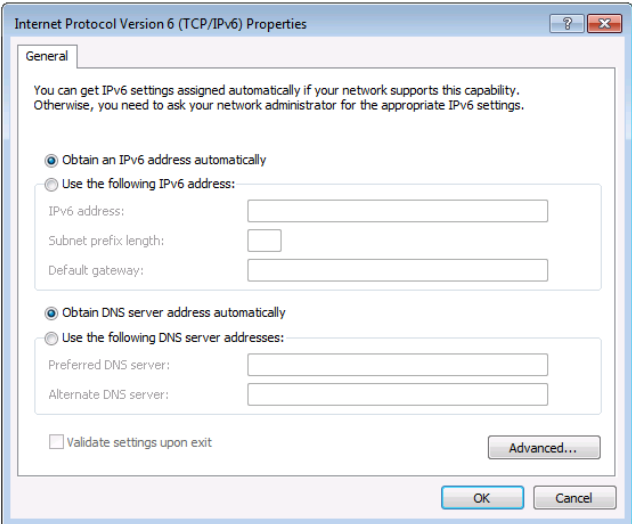 Internet Protocol Version 6 (TCP/IPv6) Properties
General
You can get IPv6 settings assigned automatically if your network supports this capability.
Otherwise, you need to ask your network administrator for the appropriate IPv6 settings.
Obtain an IPv6 address automatically
Use the following IPv6 address:
IPv6 address:
Subnet prefix length:
Default gateway:
Obtain DNS server address automatically
Use the following DNS server addresses:
Preferred DNS server:
Alternate DNS server:
Validate settings upon exit
Advanced...
OK Cancel